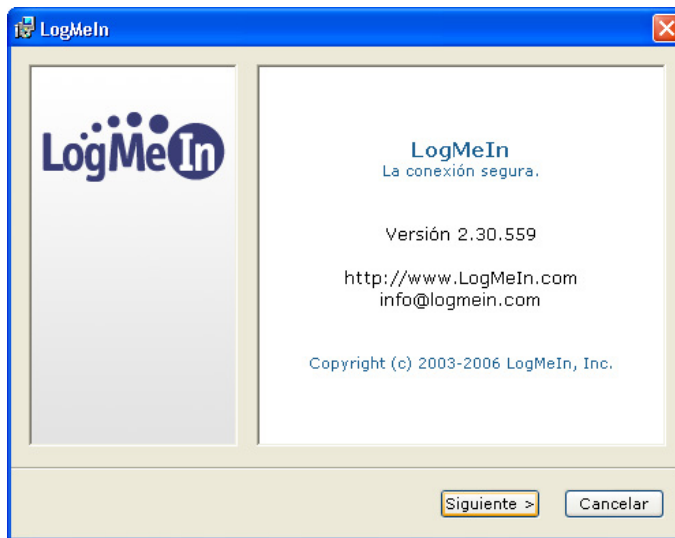 LogMeIn
LogMeIn
LogMeIn
La conexión segura.
Versión 2.30.559
http://www.LogMeIn.com
info@logmein.com
Copyright (c) 2003-2006 LogMeIn, Inc.
Siguiente >
Cancelar